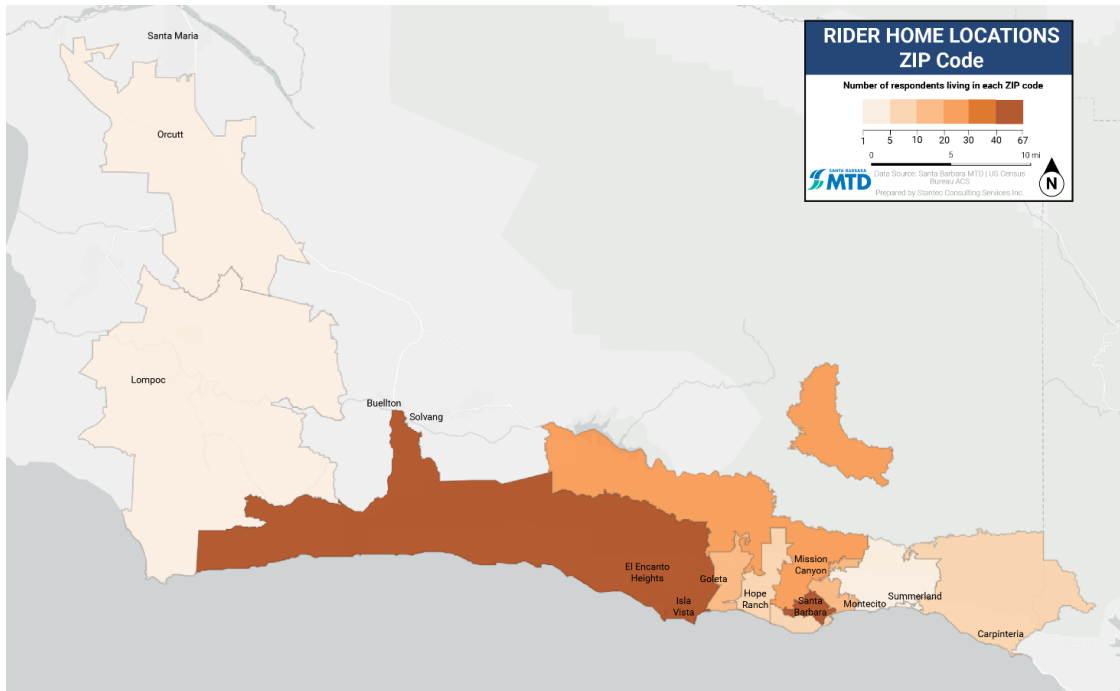 Santa Maria
RIDER HOME LOCATIONS
ZIP Code
Number of respondents living in each ZIP code
1 5 10 20 30 40 67
0 5 10 mi
SANTA BARBARA
MTD
Data Source: Santa Barbara MTD | US Census
Bureau ACS
Prepared by Stantec Consulting Services Inc.
N
Orcutt
Lompoc
Buellton
Solvang
El Encanto
Heights
Isla
Vista
Goleta
Hope
Ranch
Mission
Canyon
Santa
Barbara
Montecito
Summerland
Carpinteria